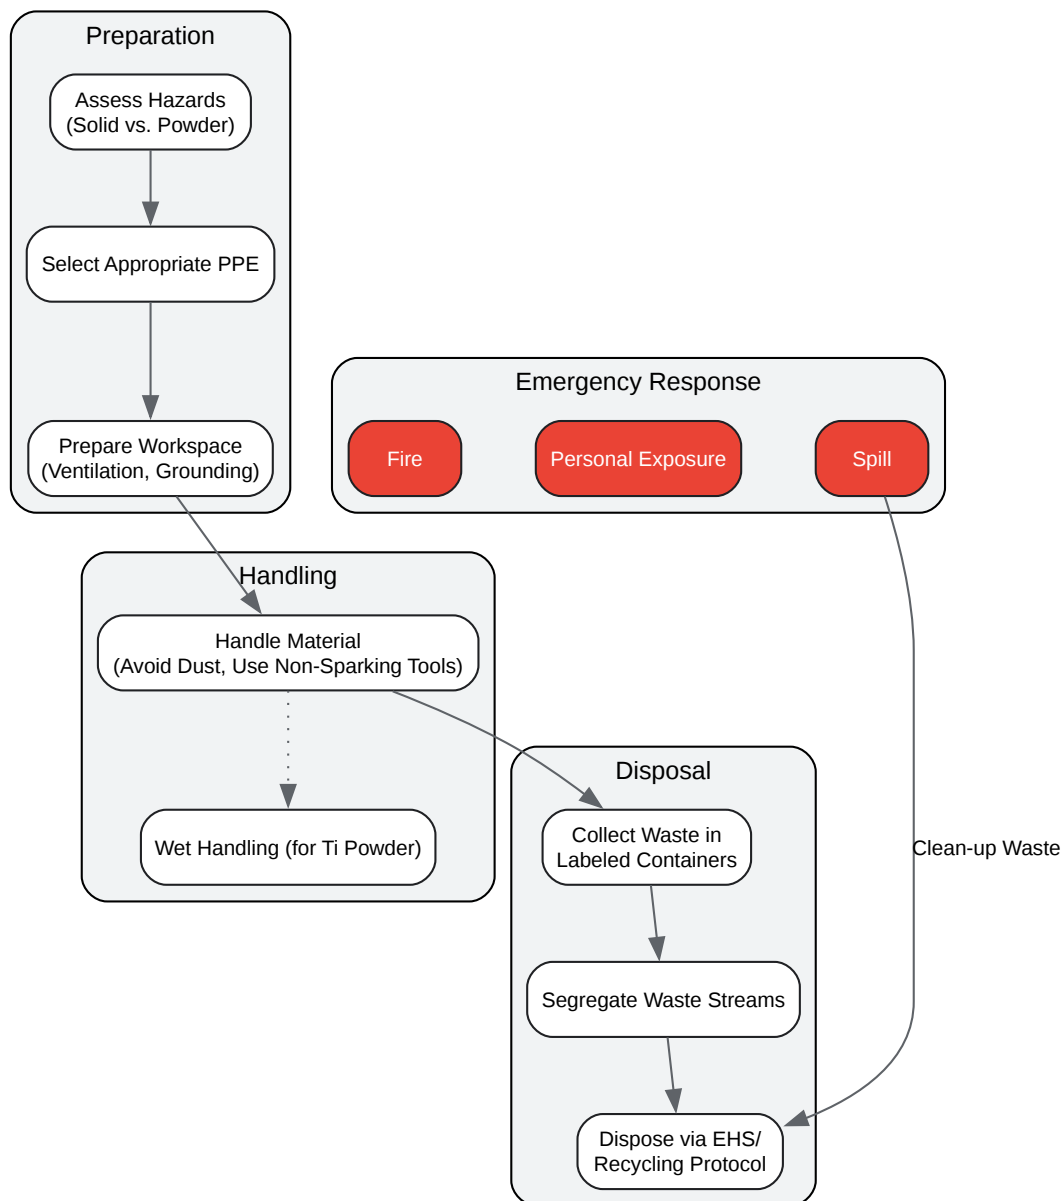 Preparation
Assess Hazards
(Solid vs. Powder)
Select Appropriate PPE
Prepare Workspace
(Ventilation, Grounding)
Emergency Response
Fire
Personal Exposure
Spill
Handling
Handle Material
(Avoid Dust, Use Non-Sparking Tools)
Wet Handling (for Ti Powder)
Disposal
Collect Waste in
Labeled Containers
Clean-up Waste
Segregate Waste Streams
Dispose via EHS/
Recycling Protocol